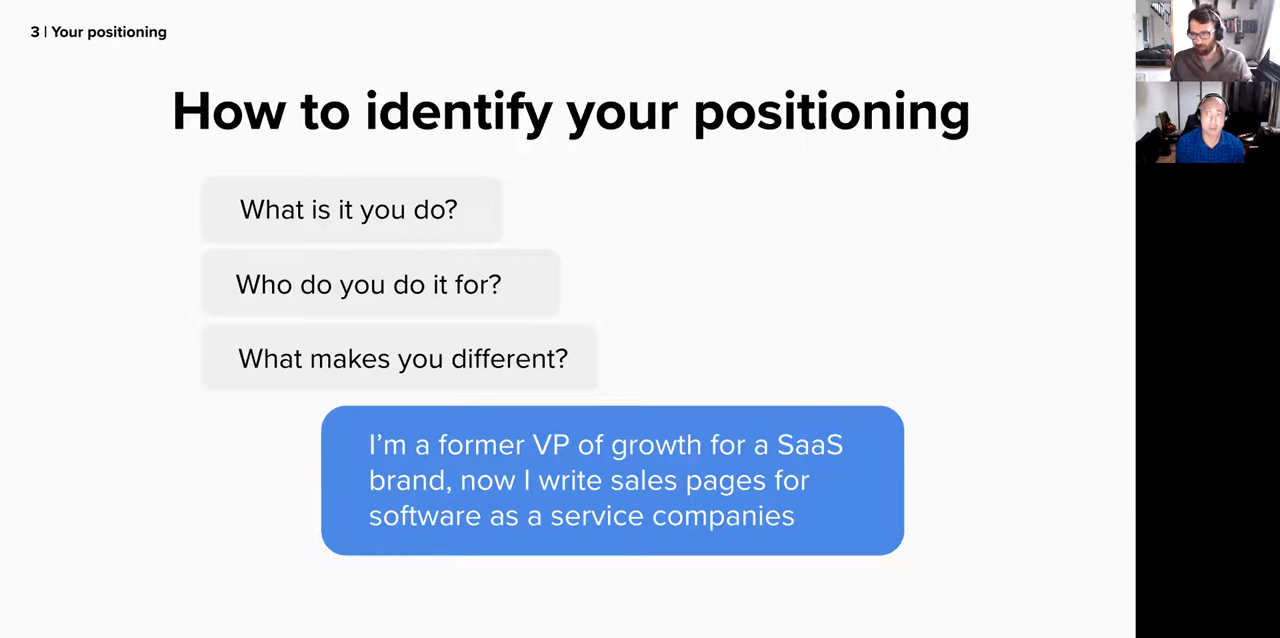 3 | Your positioning
How to identify your positioning
What is it you do?
Who do you do it for?
What makes you different?
I’m a former VP of growth for a SaaS
brand, now I write sales pages for
software as a service companies